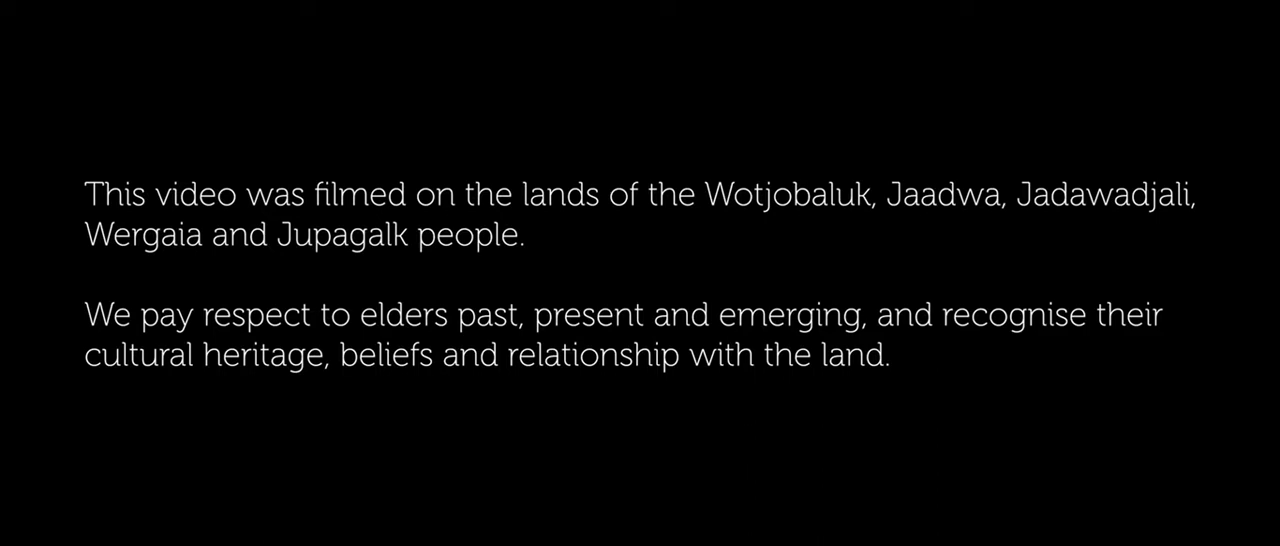 This video was filmed on the lands of the Wotjobaluk, Jaadwa, Jadawadjali,
Wergaia and Jupagalk people.
We pay respect to elders past, present and emerging, and recognise their
cultural heritage, beliefs and relationship with the land.